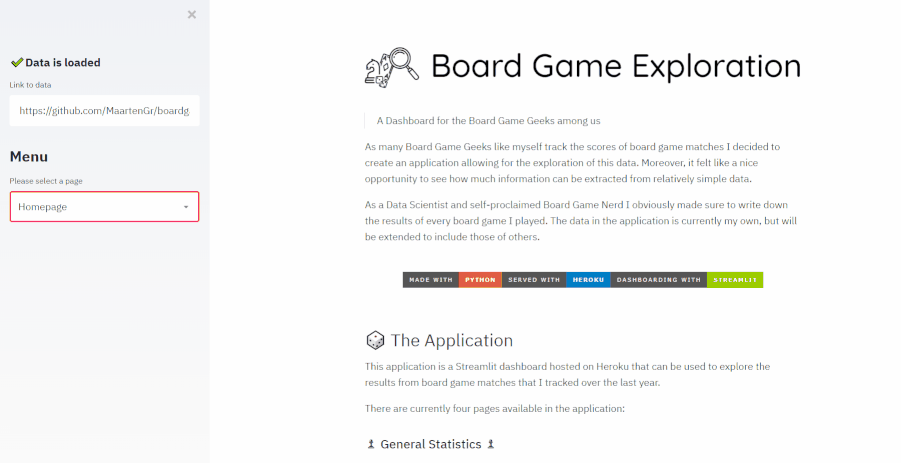 Data is loaded
Link to data
https://github.com/MaartenGr/boardg
Menu
Please select a page
Homepage
Board Game Exploration
A Dashboard for the Board Game Geeks among us
As many Board Game Geeks like myself track the scores of board game matches I decided to
create an application allowing for the exploration of this data. Moreover, it felt like a nice
opportunity to see how much information can be extracted from relatively simple data.
As a Data Scientist and self-proclaimed Board Game Nerd I obviously made sure to write down
the results of every board game I played. The data in the application is currently my own, but will
be extended to include those of others.
MADE WITH PYTHON SERVED WITH HEROKU DASHBOARDING WITH STREAMLIT
The Application
This application is a Streamlit dashboard hosted on Heroku that can be used to explore the
results from board game matches that I tracked over the last year.
There are currently four pages available in the application:
General Statistics